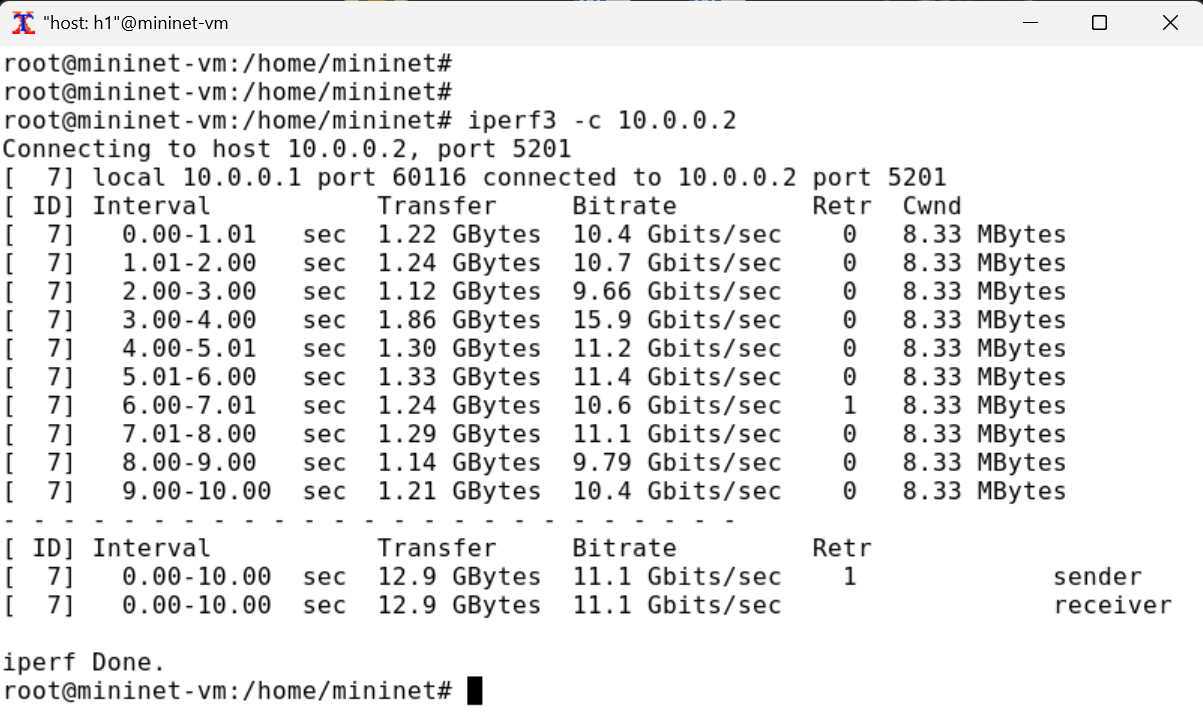 "host: h1"@mininet-vm
root@mininet-vm:/home/mininet#
root@mininet-vm:/home/mininet#
root@mininet-vm:/home/mininet# iperf3 -c 10.0.0.2
Connecting to host 10.0.0.2, port 5201
[  7] local 10.0.0.1 port 60116 connected to 10.0.0.2 port 5201
[ ID] Interval           Transfer     Bitrate         Retr  Cwnd
[  7]   0.00-1.01   sec  1.22 GBytes  10.4 Gbits/sec    0   8.33 MBytes
[  7]   1.01-2.00   sec  1.24 GBytes  10.7 Gbits/sec    0   8.33 MBytes
[  7]   2.00-3.00   sec  1.12 GBytes  9.66 Gbits/sec    0   8.33 MBytes
[  7]   3.00-4.00   sec  1.86 GBytes  15.9 Gbits/sec    0   8.33 MBytes
[  7]   4.00-5.01   sec  1.30 GBytes  11.2 Gbits/sec    0   8.33 MBytes
[  7]   5.01-6.00   sec  1.33 GBytes  11.4 Gbits/sec    0   8.33 MBytes
[  7]   6.00-7.01   sec  1.24 GBytes  10.6 Gbits/sec    1   8.33 MBytes
[  7]   7.01-8.00   sec  1.29 GBytes  11.1 Gbits/sec    0   8.33 MBytes
[  7]   8.00-9.00   sec  1.14 GBytes  9.79 Gbits/sec    0   8.33 MBytes
[  7]   9.00-10.00  sec  1.21 GBytes  10.4 Gbits/sec    0   8.33 MBytes
- - - - - - - - - - - - - - - - - - - - - - - - -
[ ID] Interval           Transfer     Bitrate         Retr
[  7]   0.00-10.00  sec  12.9 GBytes  11.1 Gbits/sec    1             sender
[  7]   0.00-10.00  sec  12.9 GBytes  11.1 Gbits/sec                  receiver
iperf Done.
root@mininet-vm:/home/mininet#